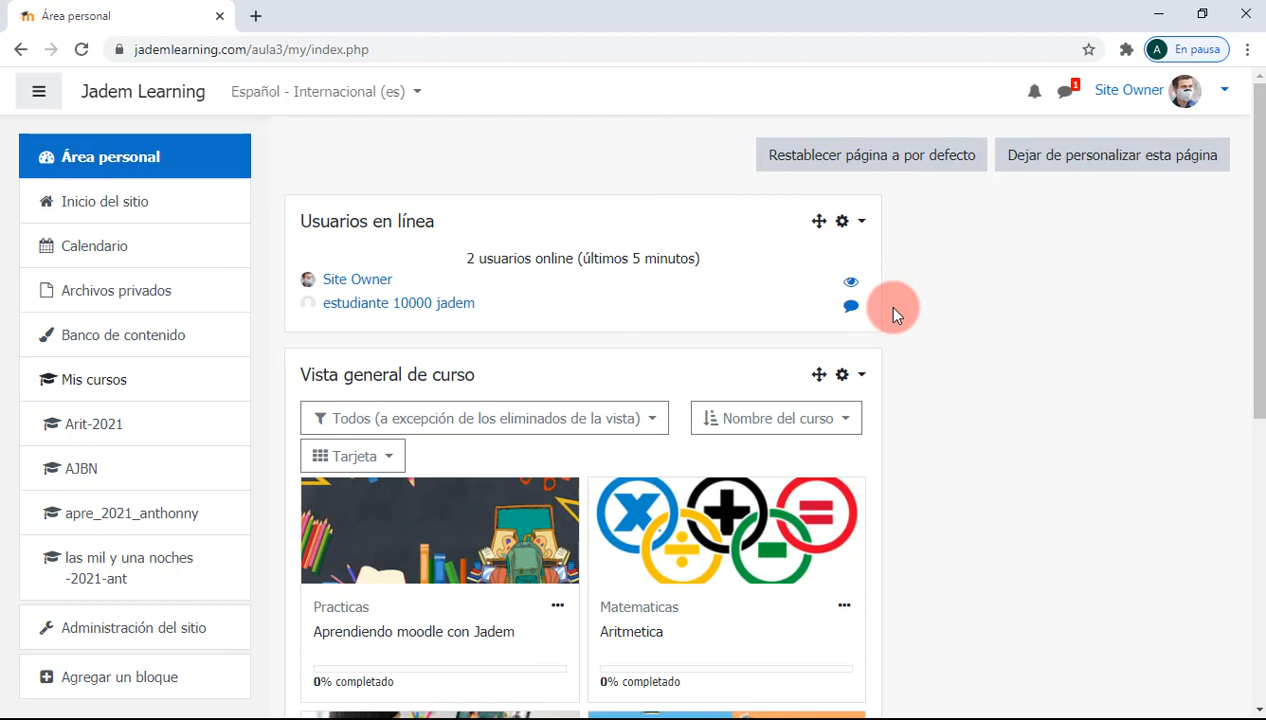 Área personal
jademlearning.com/aula3/my/index.php
A
En pausa
Jadem Learning
Español - Internacional (es)
1
Site Owner
Área personal
Inicio del sitio
Calendario
Archivos privados
Banco de contenido
Mis cursos
Arit-2021
AJBN
apre_2021_anthonny
las mil y una noches
-2021-ant
Administración del sitio
Agregar un bloque
Restablecer página a por defecto
Dejar de personalizar esta página
Usuarios en línea
2 usuarios online (últimos 5 minutos)
Site Owner
estudiante 10000 jadem
Vista general de curso
Todos (a excepción de los eliminados de la vista)
Nombre del curso
Tarjeta
Practicas
Aprendiendo moodle con Jadem
0% completado
Matematicas
Aritmetica
0% completado